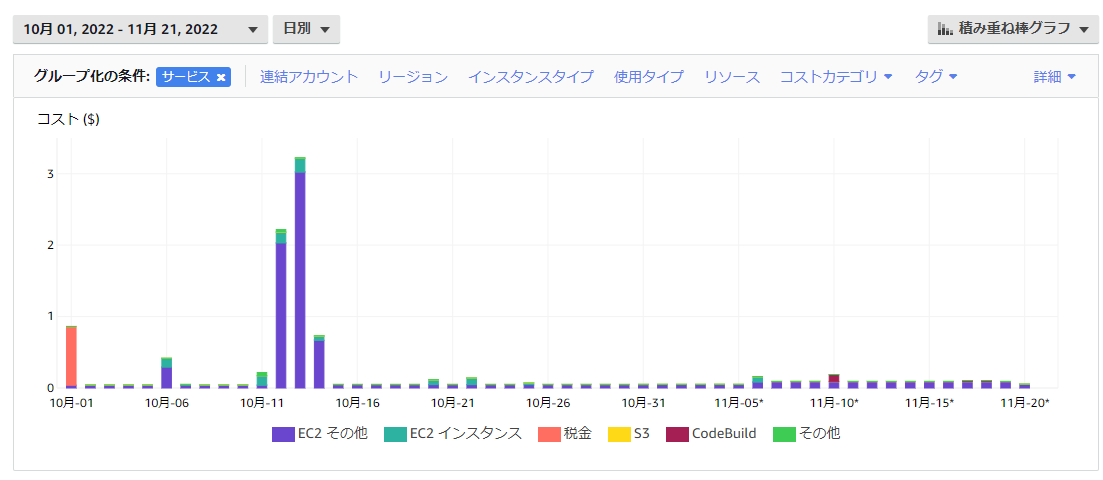 10月 01, 2022 - 11月 21, 2022 日別 積み重ね棒グラフ
グループ化の条件: サービス × 連結アカウント リージョン インスタンスタイプ 使用タイプ リソース コストカテゴリ タグ 詳細
コスト ($)
3
2
1
0
10月-01 10月-06 10月-11 10月-16 10月-21 10月-26 10月-31 11月-05* 11月-10* 11月-15* 11月-20*
EC2 その他 EC2 インスタンス 税金 S3 CodeBuild その他